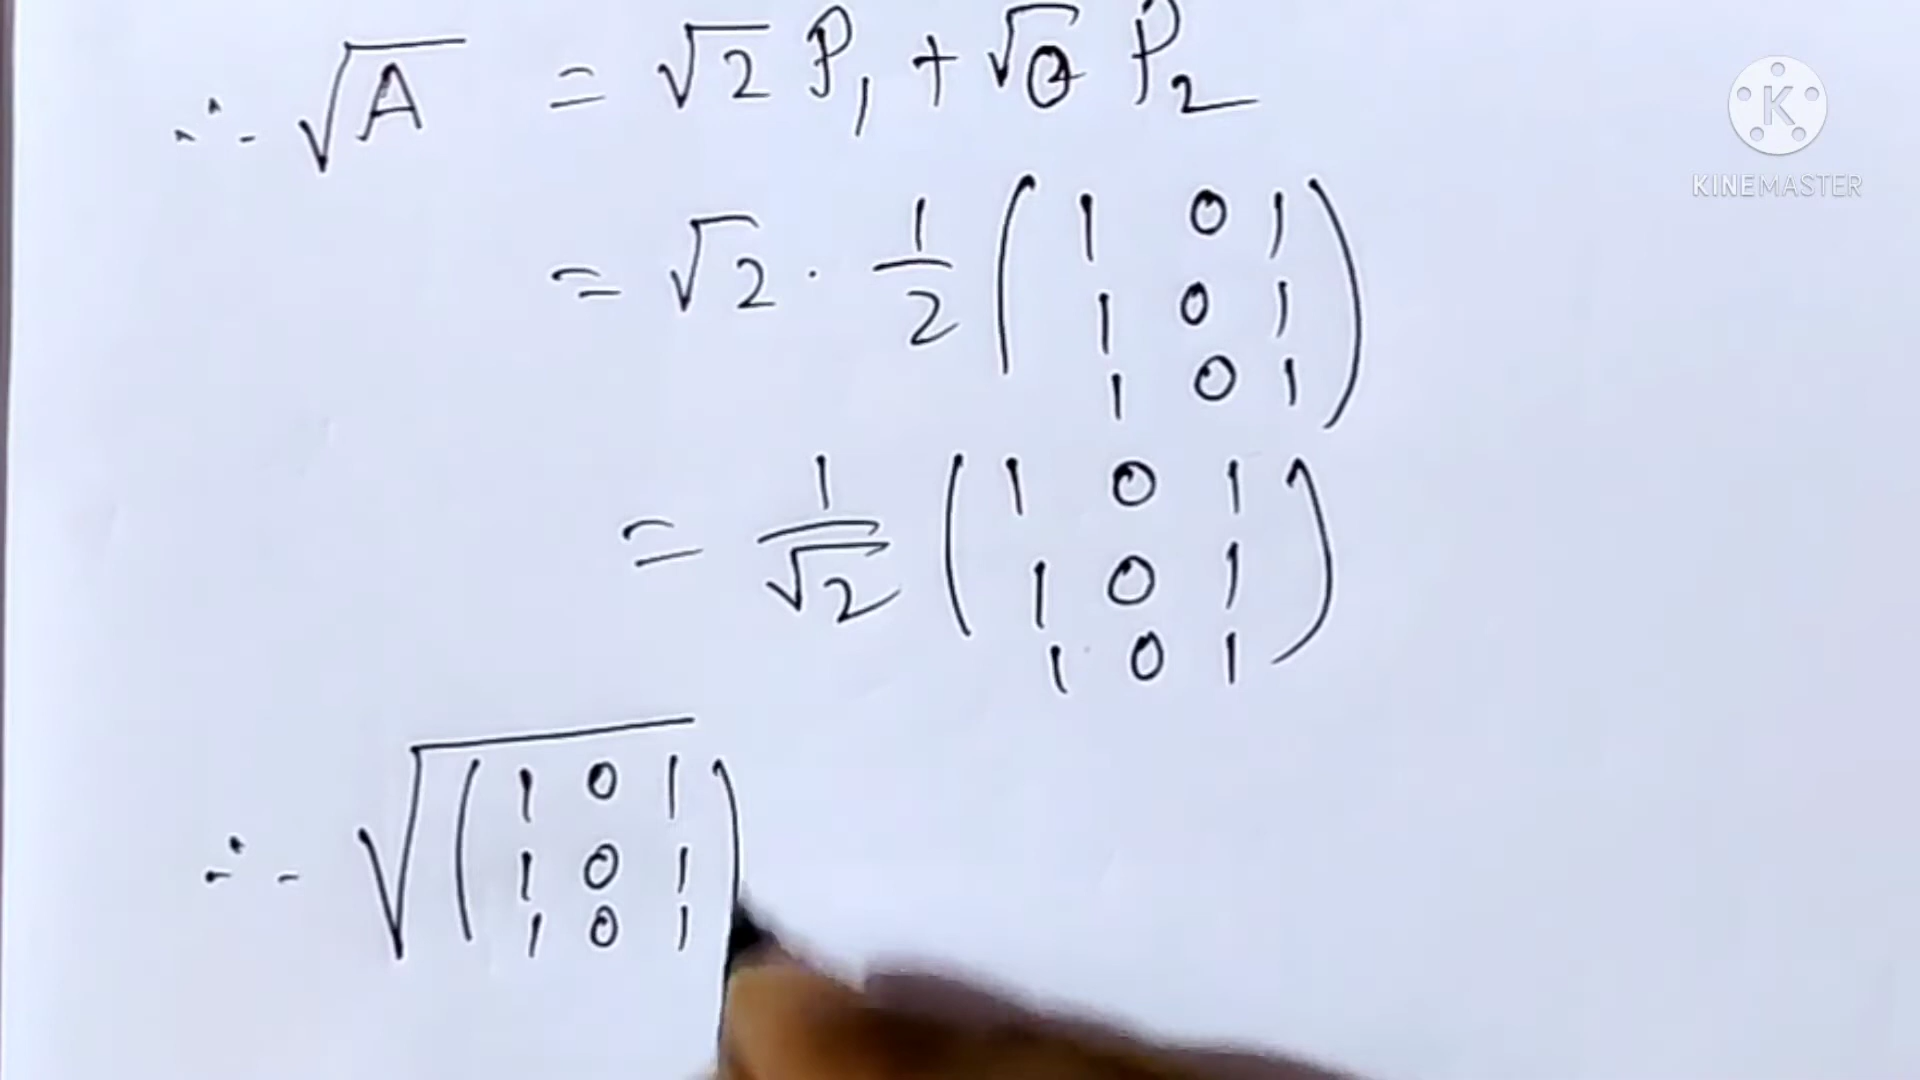 ∴ √A = √2 P₁ + √0 P₂
K
KINEMASTER
= √2 · 1/2 ( 1 0 1
1 0 1
1 0 1 )
= 1/√2 ( 1 0 1
1 0 1
1 0 1 )
∴ √( 1 0 1
1 0 1
1 0 1 )